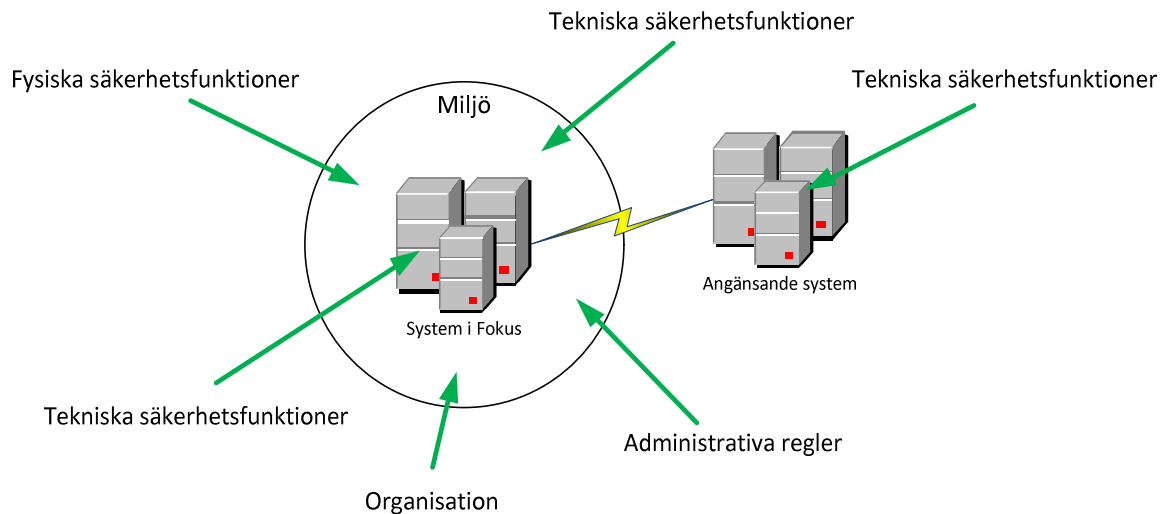 Tekniska säkerhetsfunktioner
Fysiska säkerhetsfunktioner
Tekniska säkerhetsfunktioner
Miljö
Angänsande system
System i Fokus
Tekniska säkerhetsfunktioner
Administrativa regler
Organisation